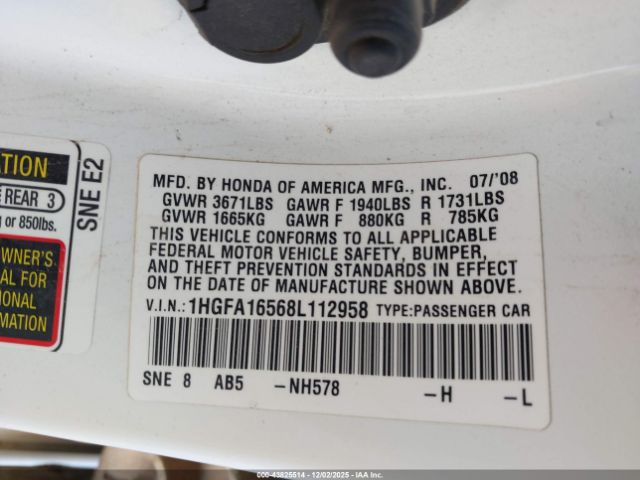 ATION
REAR 3
or 850lbs.
OWNER'S
AL FOR
IONAL
RMATION
SNE E2
MFD. BY HONDA OF AMERICA MFG., INC. 07/'08
GVWR 3671LBS GAWR F 1940LBS R 1731LBS
GVWR 1665KG GAWR F 880KG R 785KG
THIS VEHICLE CONFORMS TO ALL APPLICABLE
FEDERAL MOTOR VEHICLE SAFETY, BUMPER,
AND THEFT PREVENTION STANDARDS IN EFFECT
ON THE DATE OF MANUFACTURE SHOWN ABOVE.
V.I.N.:1HGFA16568L112958 TYPE:PASSENGER CAR
SNE 8 AB5 -NH578 -H -L
000-43825514 - 12/02/2025 - IAA Inc.